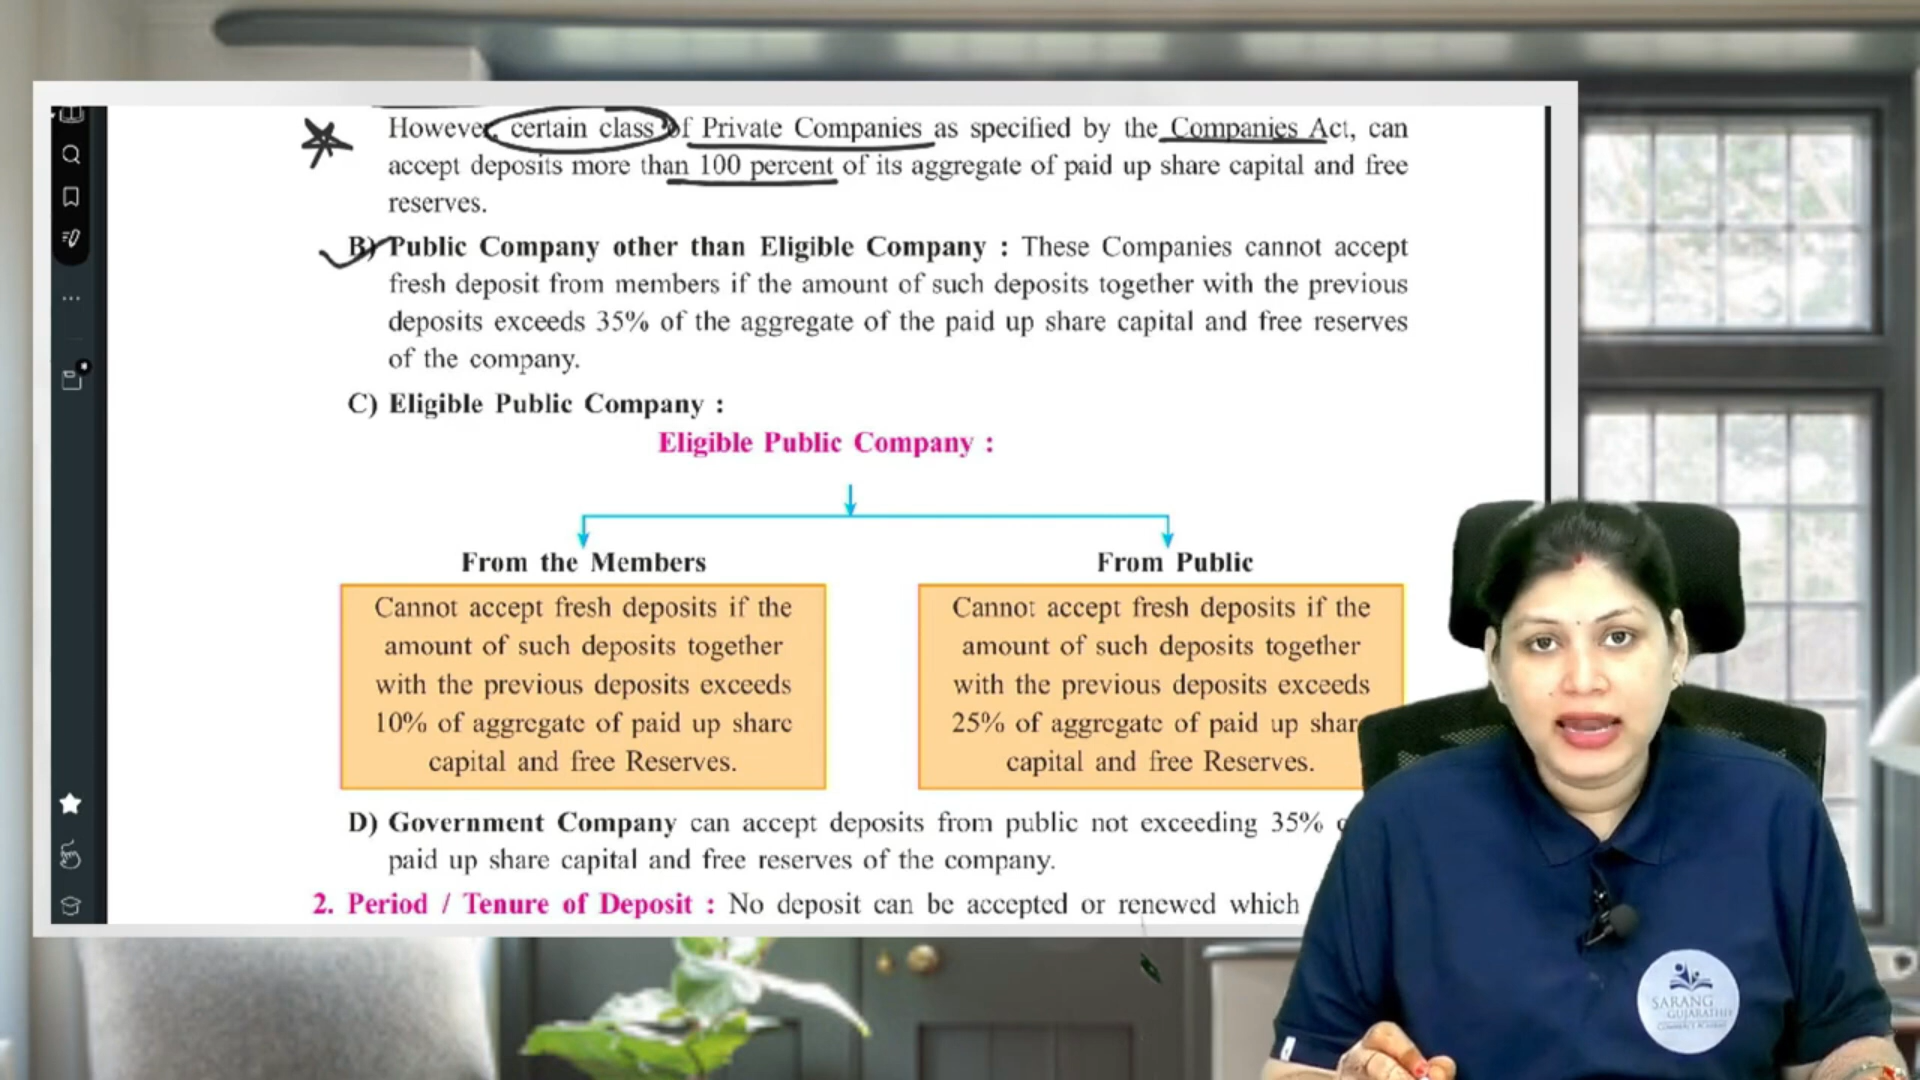 However, certain class of Private Companies as specified by the Companies Act, can
accept deposits more than 100 percent of its aggregate of paid up share capital and free
reserves.
B) Public Company other than Eligible Company : These Companies cannot accept
fresh deposit from members if the amount of such deposits together with the previous
deposits exceeds 35% of the aggregate of the paid up share capital and free reserves
of the company.
C) Eligible Public Company :
Eligible Public Company :
From the Members
Cannot accept fresh deposits if the
amount of such deposits together
with the previous deposits exceeds
10% of aggregate of paid up share
capital and free Reserves.
From Public
Cannot accept fresh deposits if the
amount of such deposits together
with the previous deposits exceeds
25% of aggregate of paid up shar
capital and free Reserves.
D) Government Company can accept deposits from public not exceeding 35%
paid up share capital and free reserves of the company.
2. Period / Tenure of Deposit : No deposit can be accepted or renewed which
SARANG
GUJARATHI